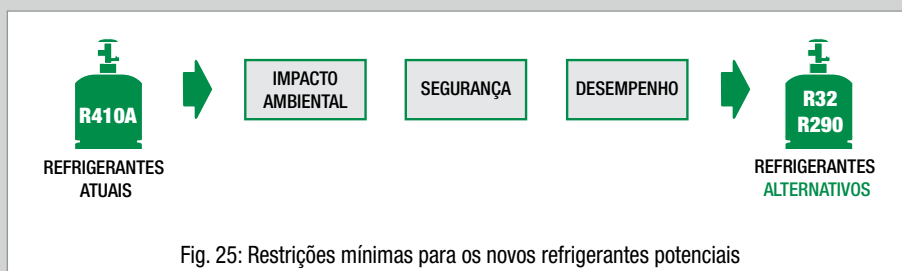 R410A
REFRIGERANTES
ATUAIS
IMPACTO
AMBIENTAL
SEGURANÇA
DESEMPENHO
R32
R290
REFRIGERANTES
ALTERNATIVOS
Fig. 25: Restrições mínimas para os novos refrigerantes potenciais